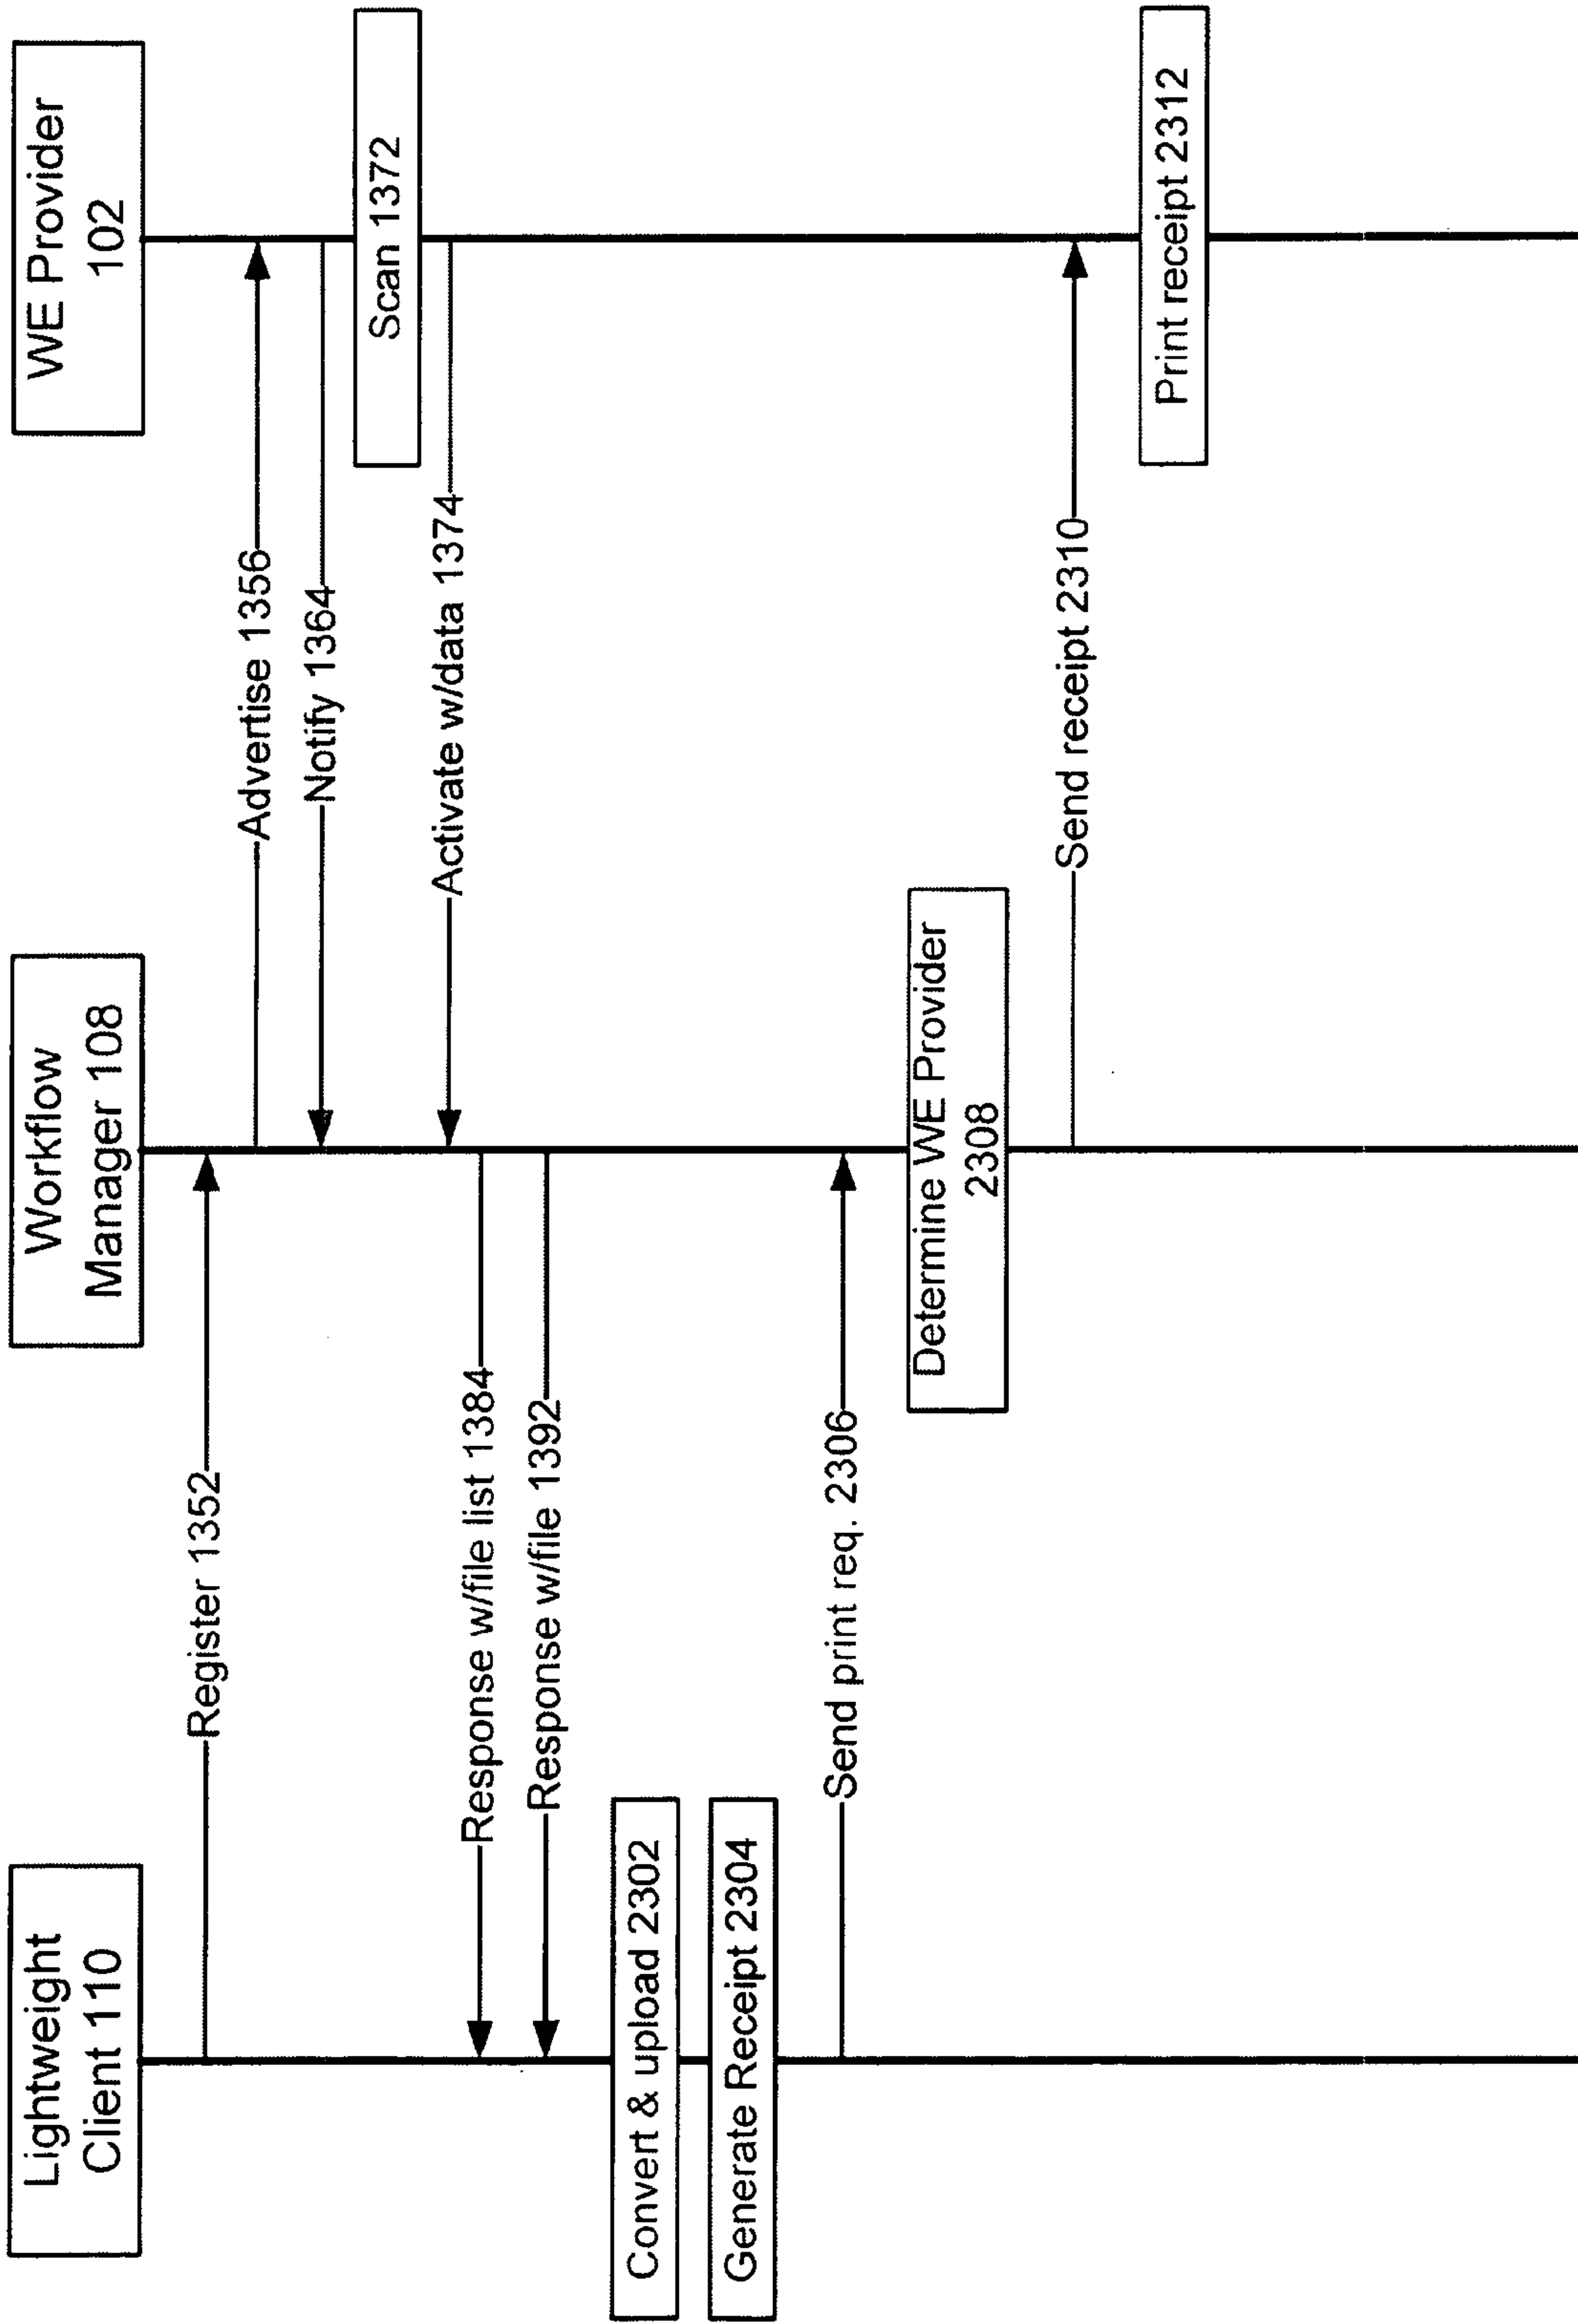 Lightweight
Client 110
Workflow
Manager 108
WE Provider
102
Register 1352
Advertise 1356
Notify 1364
Scan 1372
Activate w/data 1374
Response w/file list 1384
Response w/file 1392
Convert & upload 2302
Generate Receipt 2304
Send print req. 2306
Determine WE Provider
2308
Send receipt 2310
Print receipt 2312